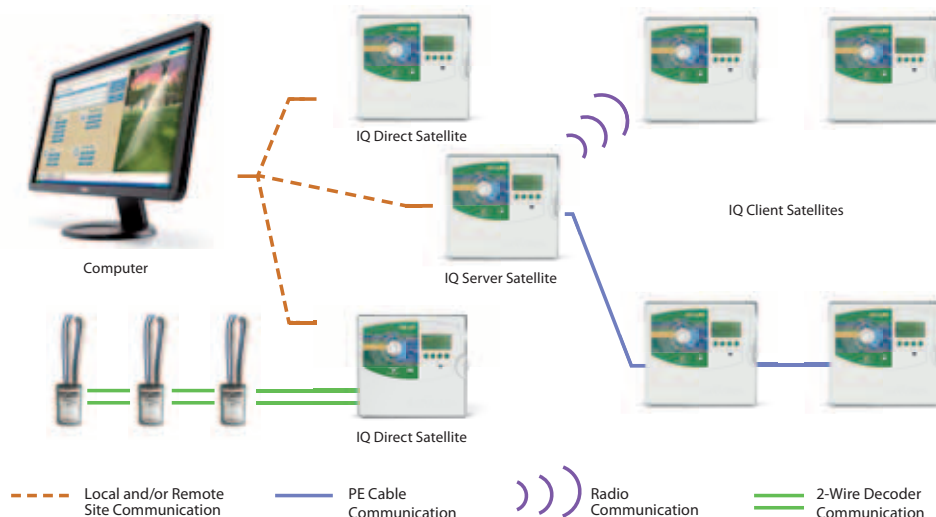 IQ Direct Satellite
IQ Client Satellites
Computer
IQ Server Satellite
IQ Direct Satellite
Local and/or Remote
Site Communication
PE Cable
Communication
Radio
Communication
2-Wire Decoder
Communication